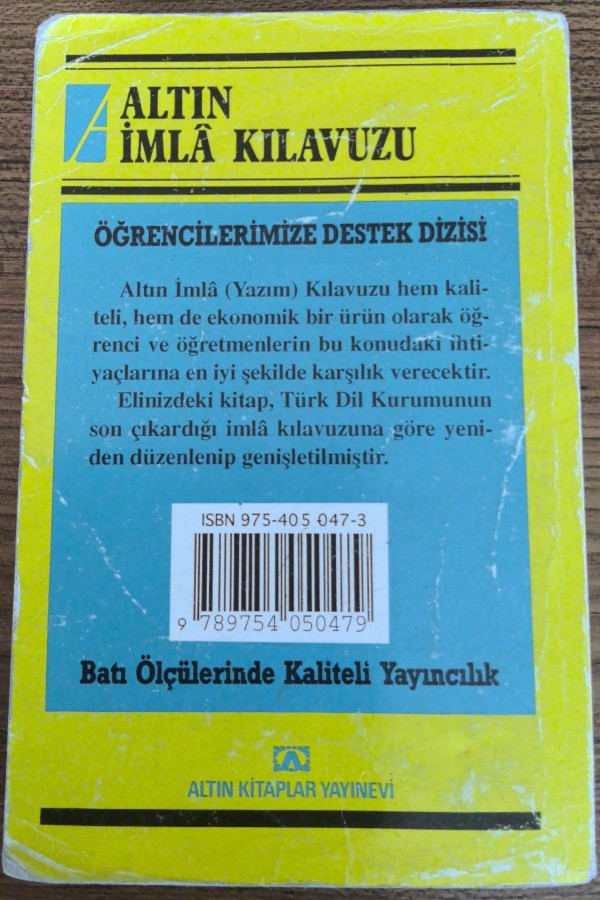 ALTIN
İMLÂ KILAVUZU
ÖĞRENCİLERİMİZE DESTEK DİZİSİ
Altın İmlâ (Yazım) Kılavuzu hem kali-
teli, hem de ekonomik bir ürün olarak öğ-
renci ve öğretmenlerin bu konudaki ihti-
yaçlarına en iyi şekilde karşılık verecektir.
Elinizdeki kitap, Türk Dil Kurumunun
son çıkardığı imlâ kılavuzuna göre yeni-
den düzenlenip genişletilmiştir.
ISBN 975-405-047-3
9 789754 050479
Batı Ölçülerinde Kaliteli Yayıncılık
ALTIN KİTAPLAR YAYINEVİ